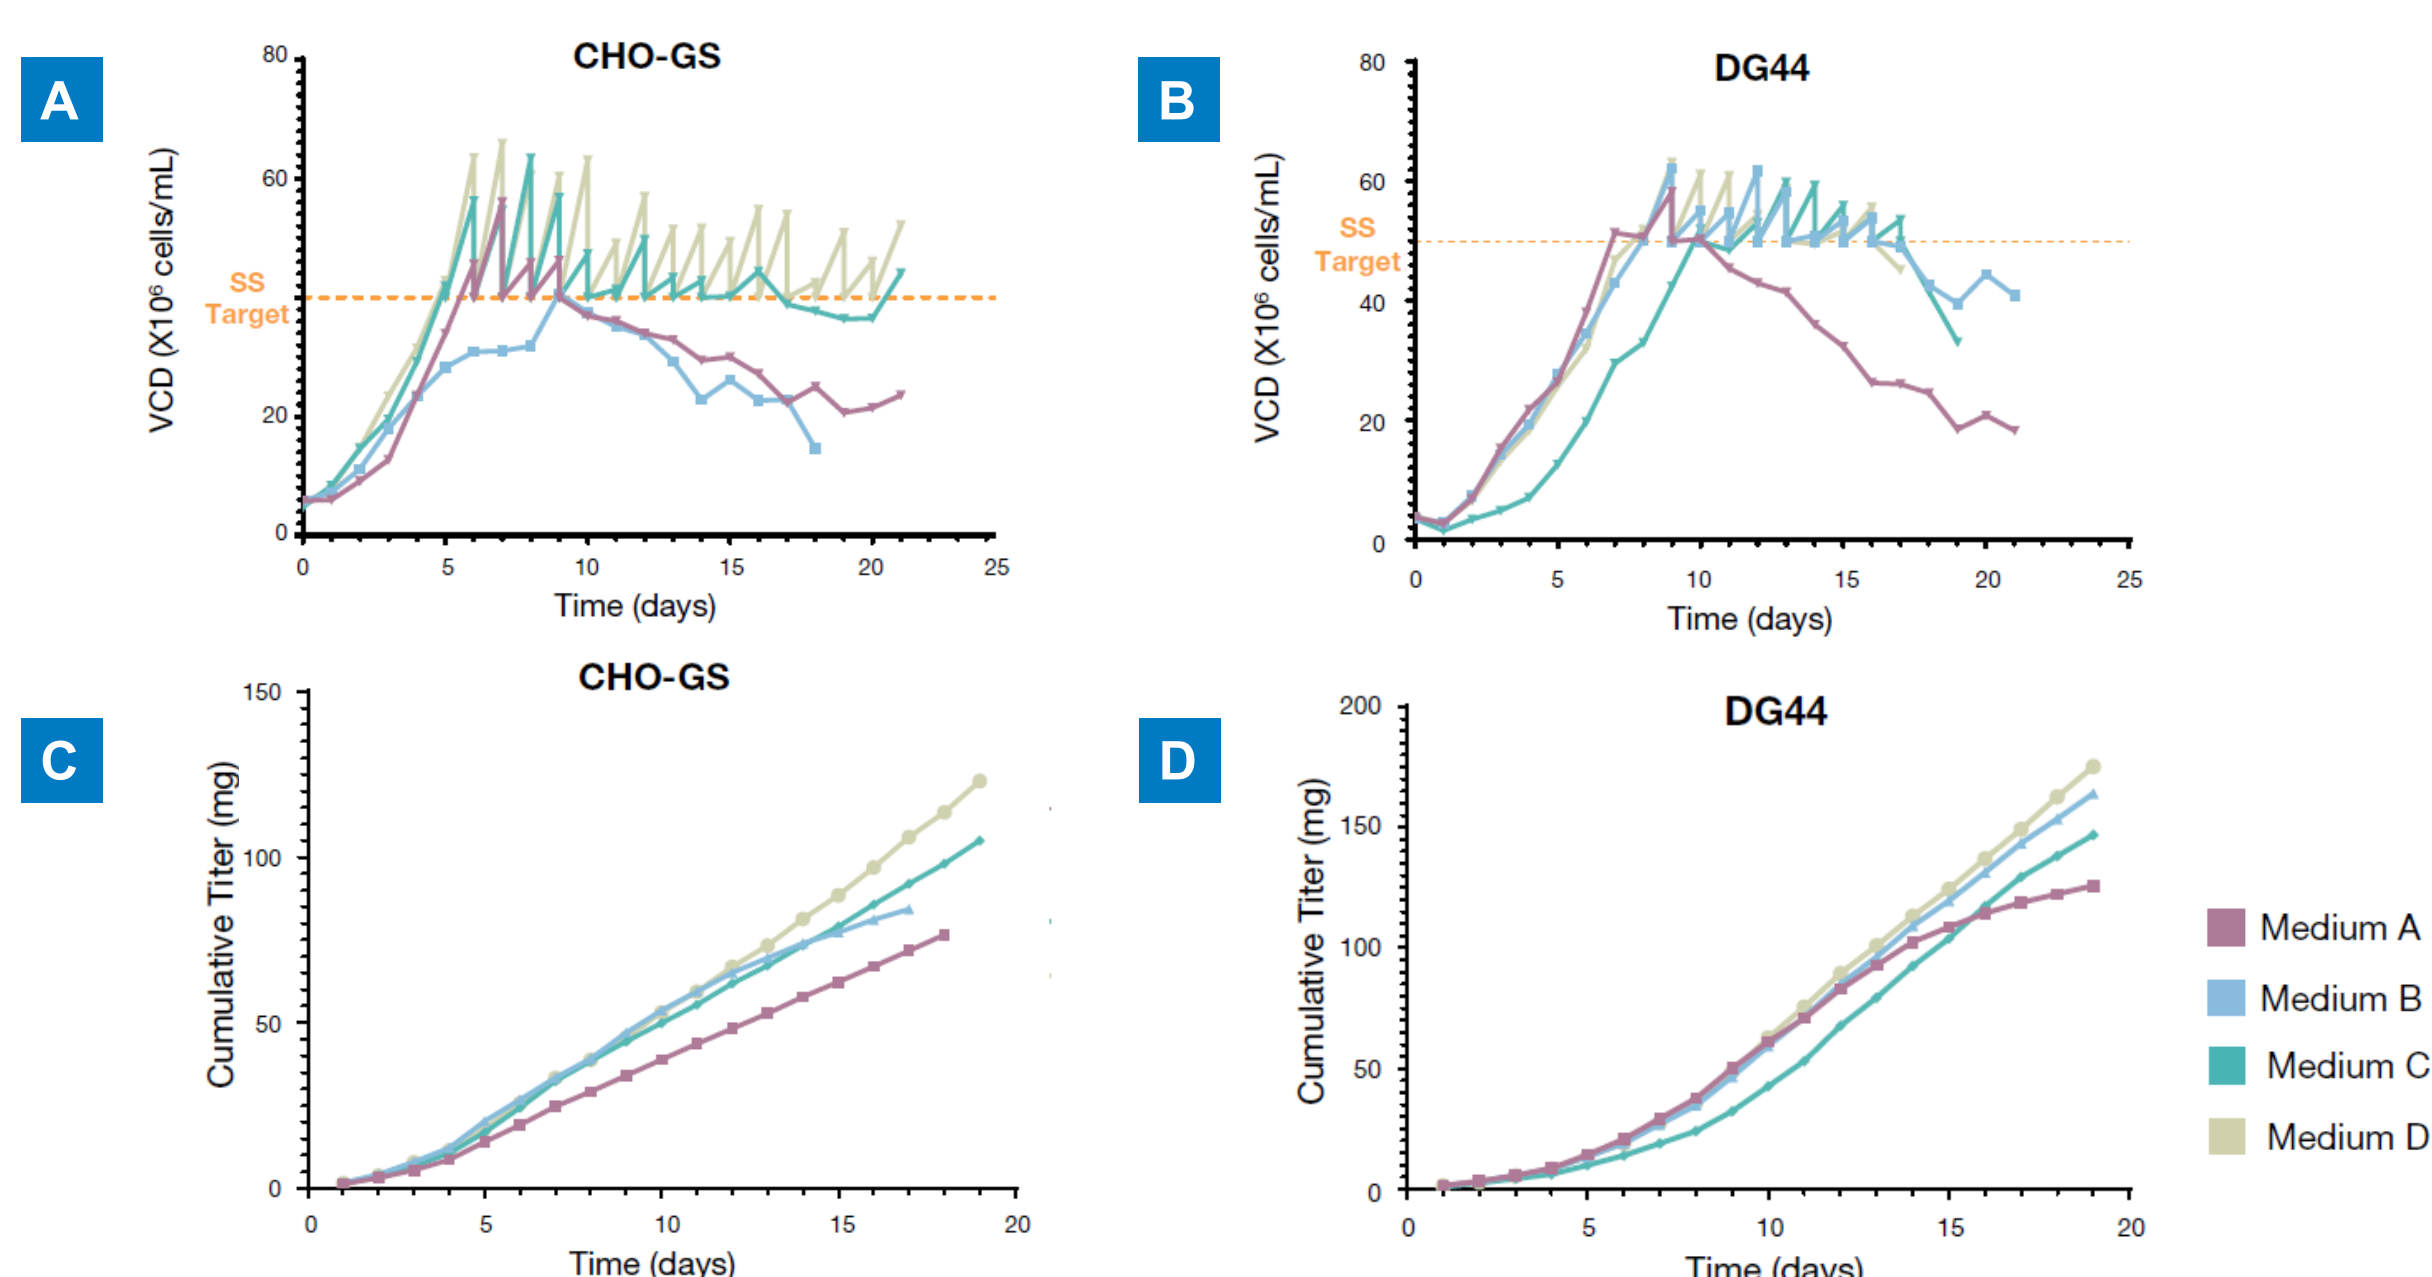 A
CHO-GS
80
60
SS
Target
20
0
VCD (X10⁶ cells/mL)
0 5 10 15 20 25
Time (days)
B
DG44
80
60
SS
Target
40
20
0
VCD (X10⁶ cells/mL)
0 5 10 15 20 25
Time (days)
C
CHO-GS
150
100
50
0
Cumulative Titer (mg)
0 5 10 15 20
Time (days)
D
DG44
200
150
100
50
0
Cumulative Titer (mg)
0 5 10 15 20
Time (days)
Medium A
Medium B
Medium C
Medium D